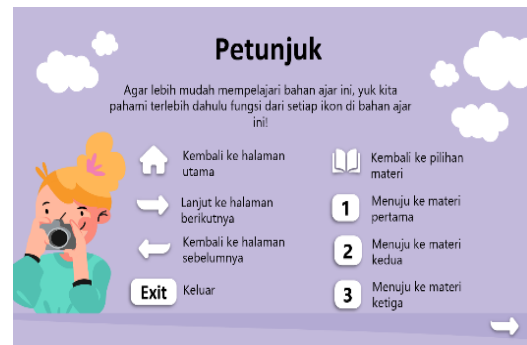 Petunjuk
Agar lebih mudah mempelajari bahan ajar ini, yuk kita
pahami terlebih dahulu fungsi dari setiap ikon di bahan ajar
ini!
Kembali ke halaman
utama
Lanjut ke halaman
berikutnya
Kembali ke halaman
sebelumnya
Exit
Keluar
Kembali ke pilihan
materi
1
Menuju ke materi
pertama
2
Menuju ke materi
kedua
3
Menuju ke materi
ketiga